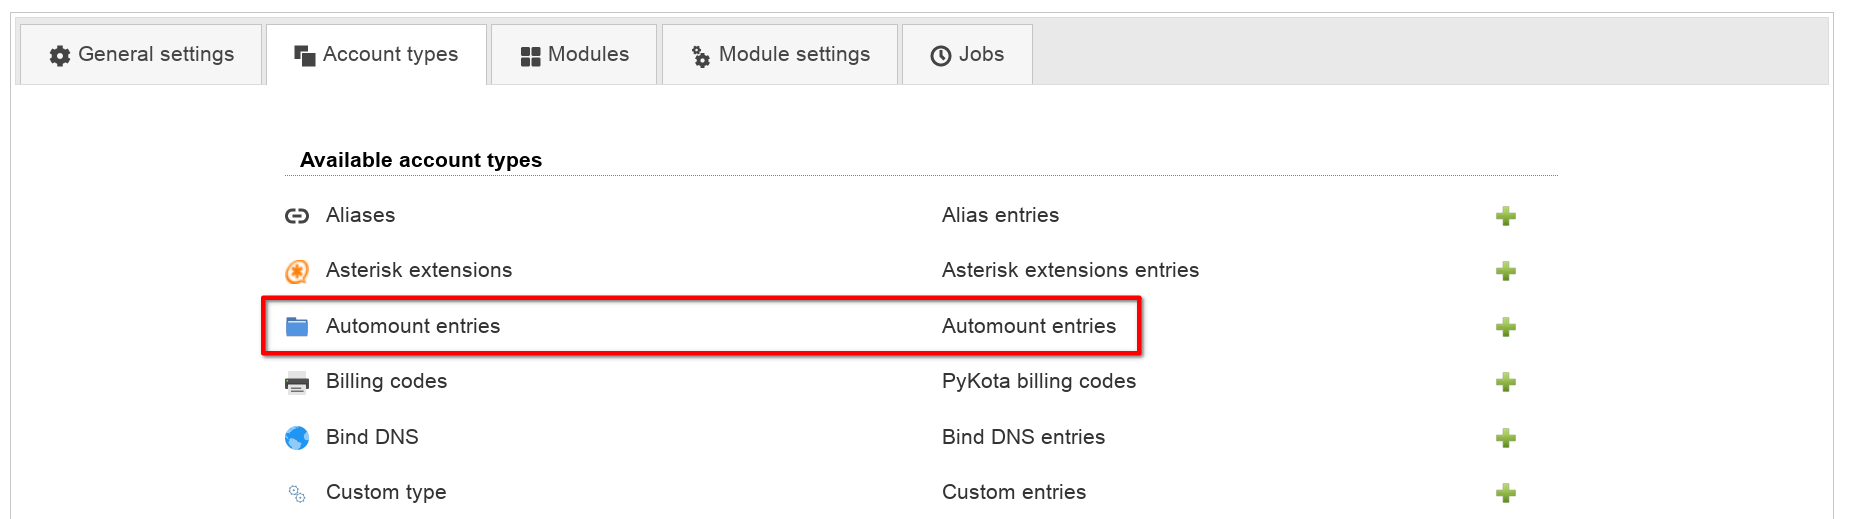 General settings Account types Modules Module settings Jobs
Available account types
Aliases Alias entries
Asterisk extensions Asterisk extensions entries
Automount entries Automount entries
Billing codes PyKota billing codes
Bind DNS Bind DNS entries
Custom type Custom entries